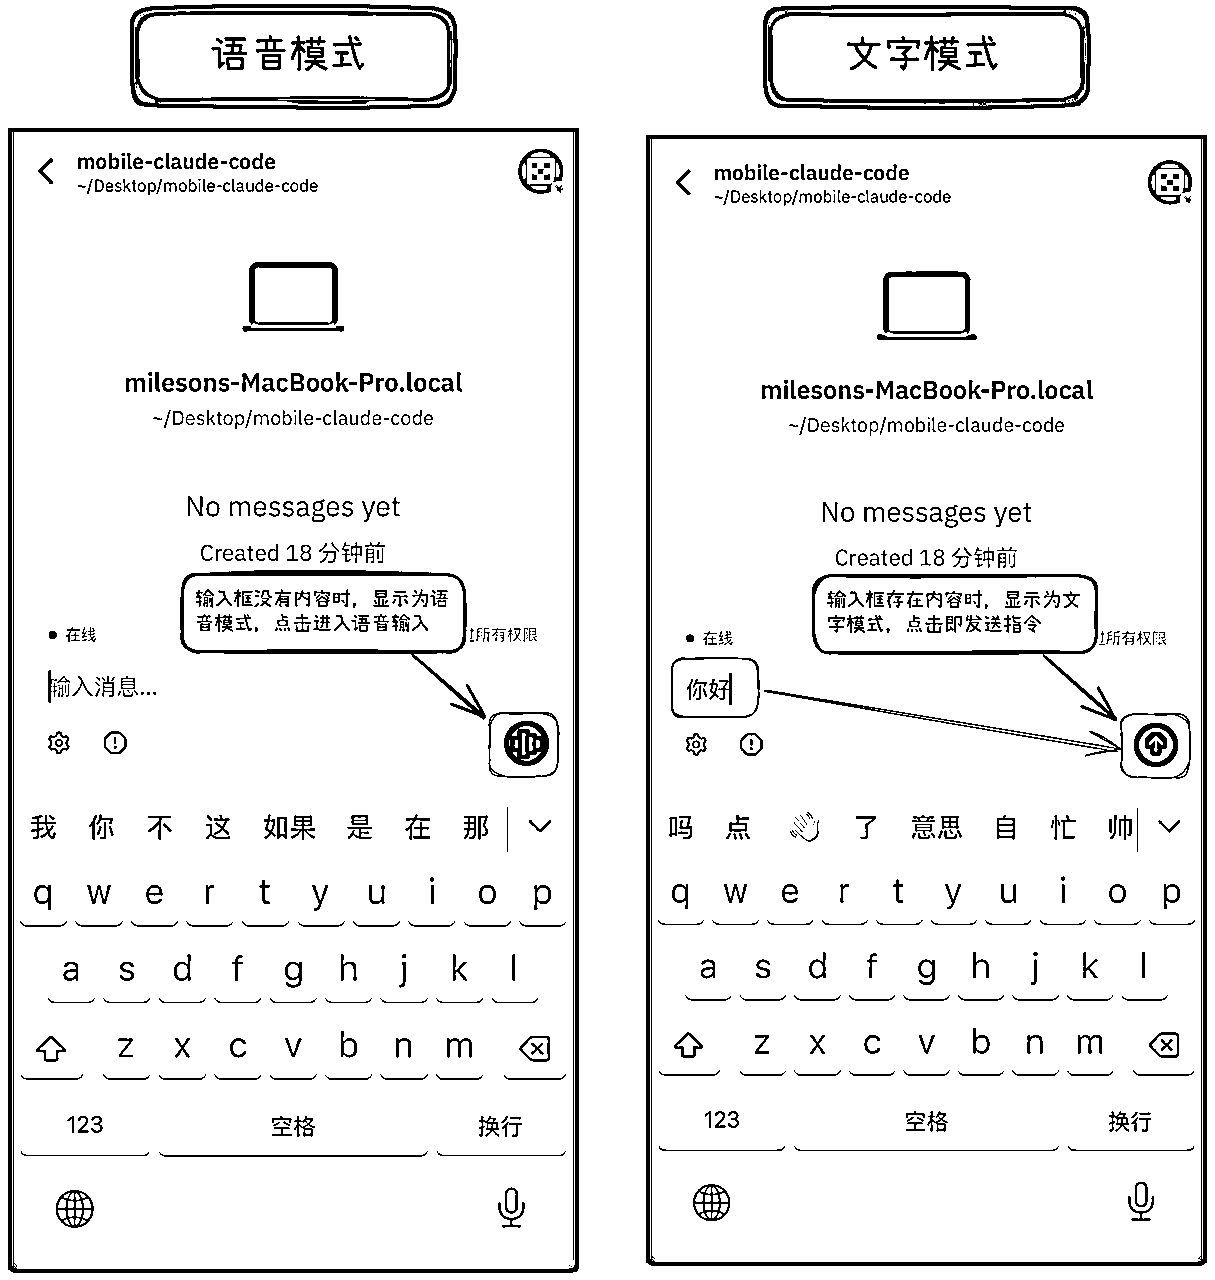 语音模式
mobile-claude-code
~/Desktop/mobile-claude-code
milesons-MacBook-Pro.local
~/Desktop/mobile-claude-code
No messages yet
Created 18 分钟前
输入框没有内容时，显示为语
音模式，点击进入语音输入
在线
所有权限
输入消息...
我 你 不 这 如果 是 在 那
q w e r t y u i o p
a s d f g h j k l
z x c v b n m
123 空格 换行
文字模式
mobile-claude-code
~/Desktop/mobile-claude-code
milesons-MacBook-Pro.local
~/Desktop/mobile-claude-code
No messages yet
Created 18 分钟前
输入框存在内容时，显示为文
字模式，点击即发送指令
在线
所有权限
你好
吗 点 👋 了 意思 自 忙 帅
q w e r t y u i o p
a s d f g h j k l
z x c v b n m
123 空格 换行